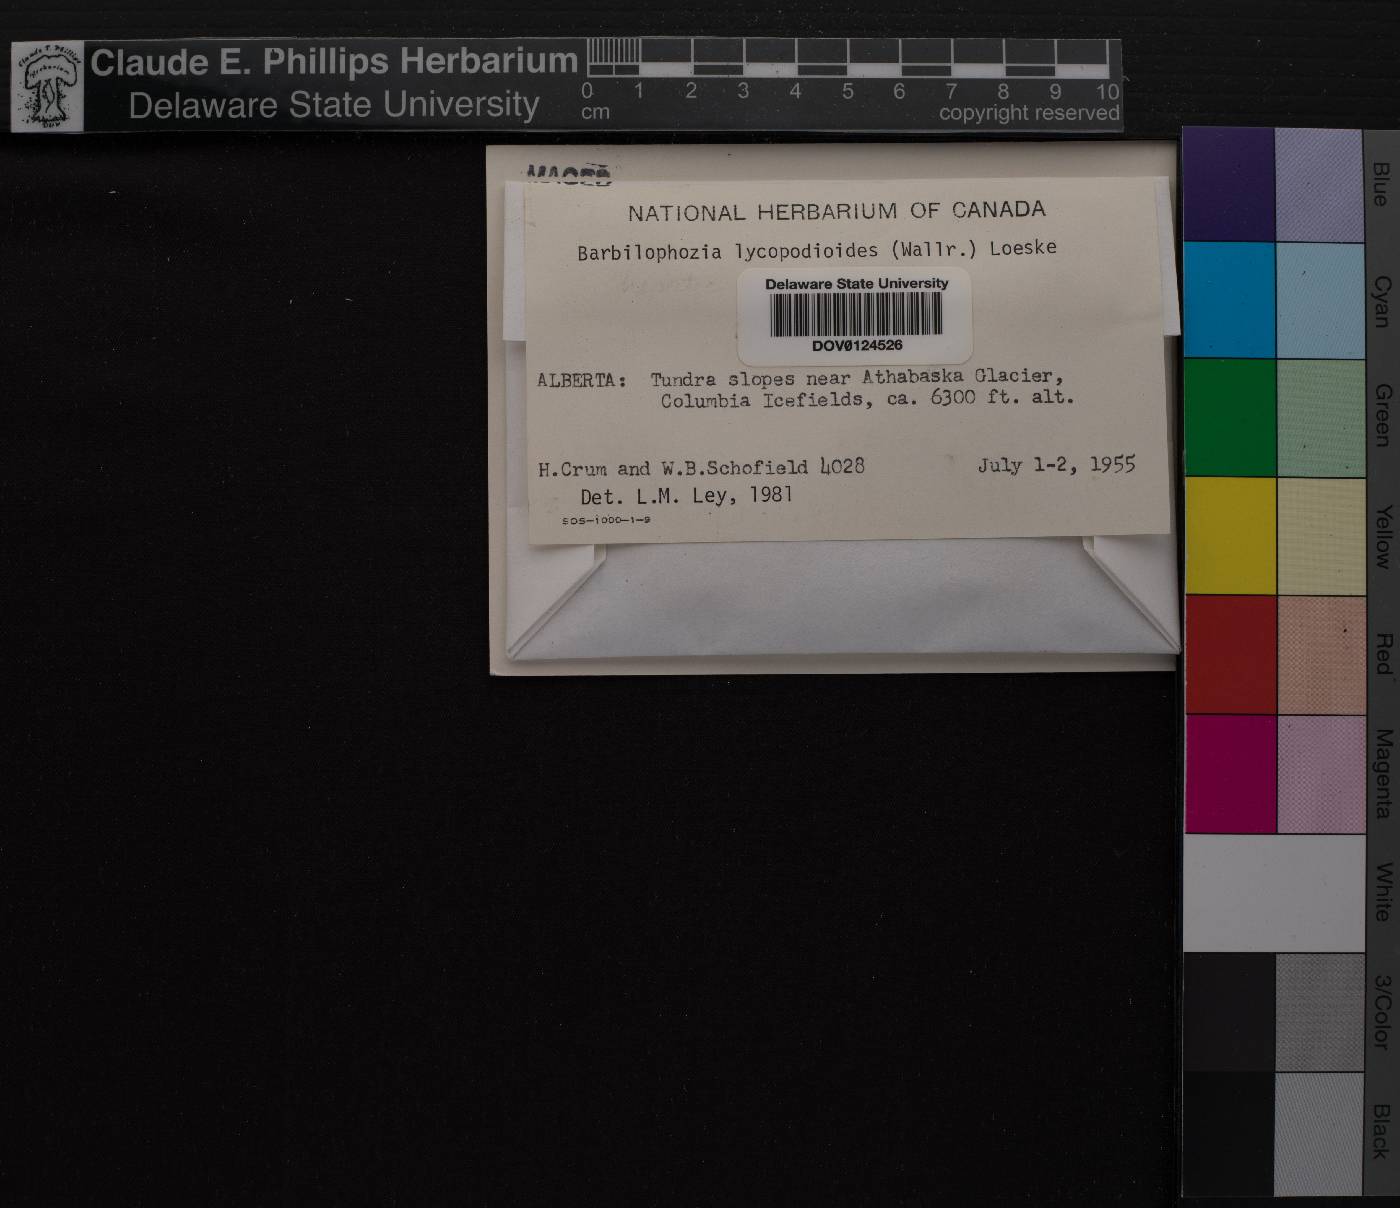 Claude E. Phillips Herbarium
Delaware State University
0 1 2 3 4 5 6 7 8 9 10
cm
copyright reserved
IMAGED
NATIONAL HERBARIUM OF CANADA
Barbilophozia lycopodioides (Wallr.) Loeske
Delaware State University
DOV0124526
ALBERTA: Tundra slopes near Athabaska Glacier,
Columbia Icefields, ca. 6300 ft. alt.
H.Crum and W.B.Schofield 4028 July 1-2, 1955
Det. L.M. Ley, 1981
SOS-1000-1-9
Blue
Cyan
Green
Yellow
Red
Magenta
White
3/Color
Black